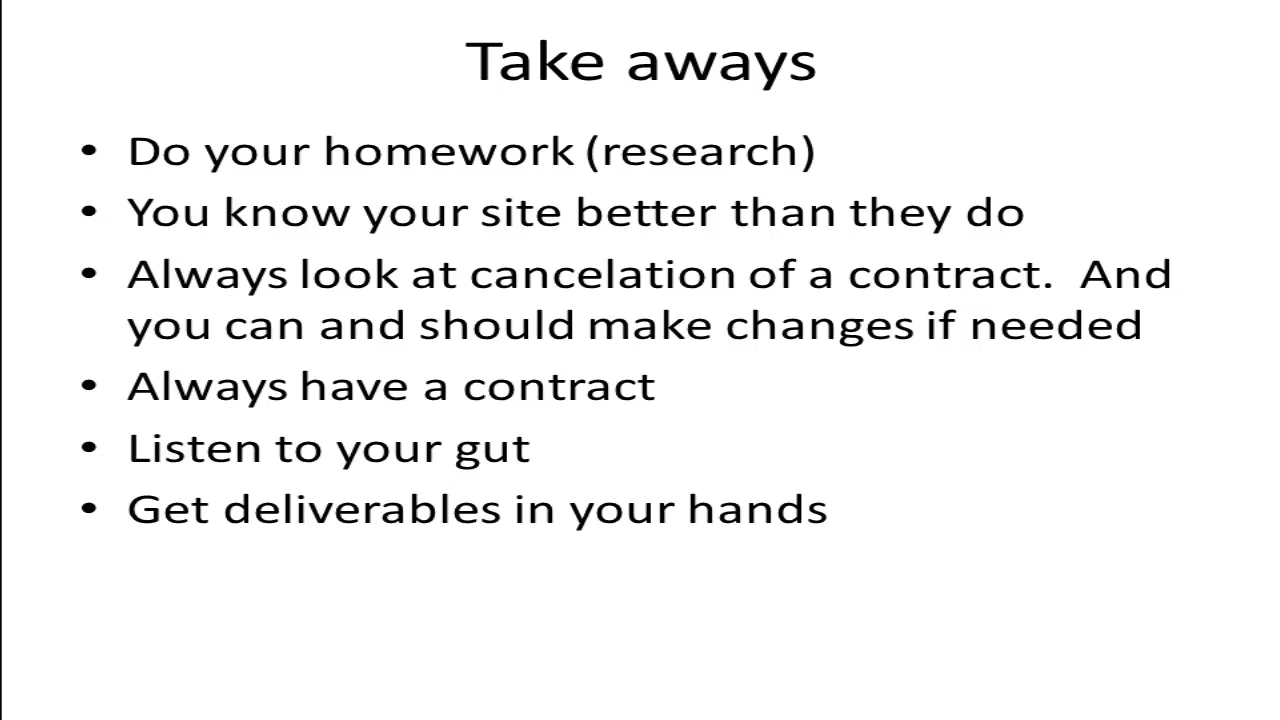 Take aways
• Do your homework (research)
• You know your site better than they do
• Always look at cancelation of a contract.  And
you can and should make changes if needed
• Always have a contract
• Listen to your gut
• Get deliverables in your hands